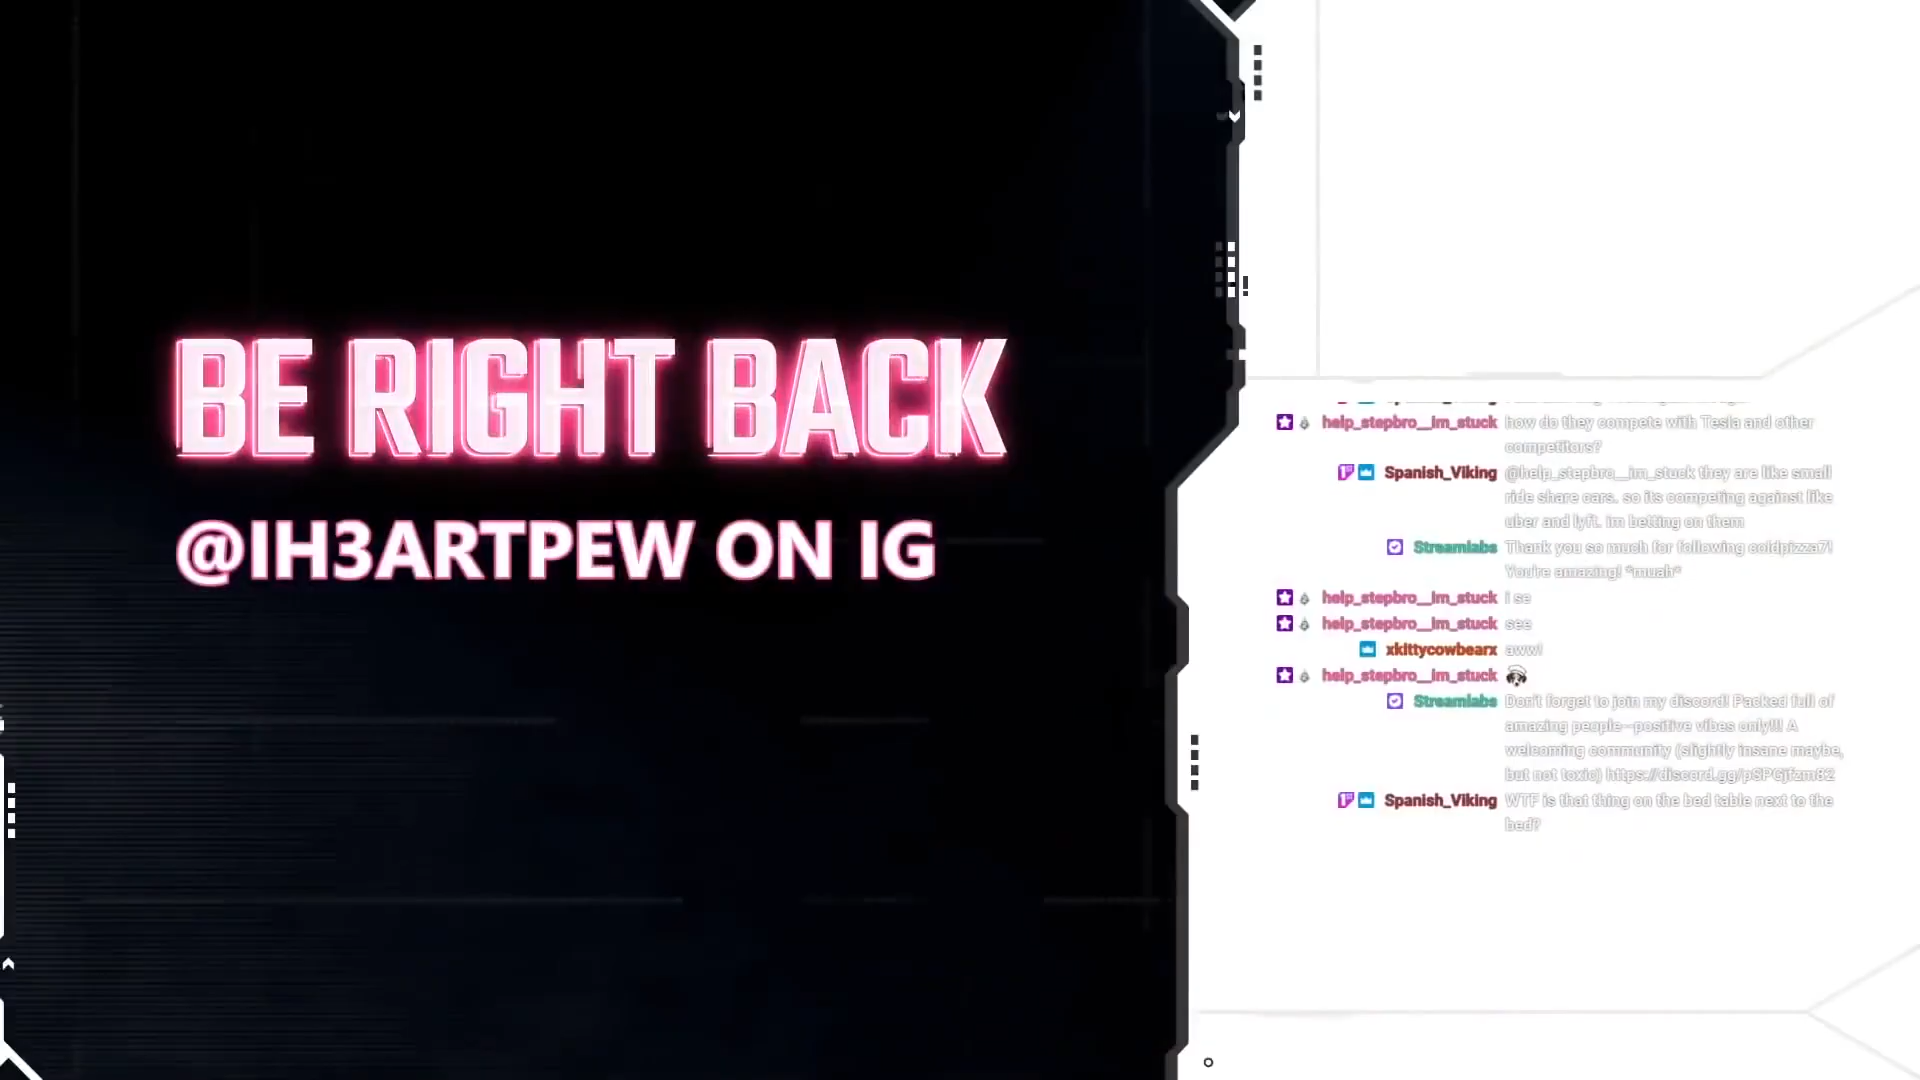 BE RIGHT BACK
@IH3ARTPEW ON IG
help_stepbro__im_stuck how do they compete with Tesla and other
competitors?
Spanish_Viking @help_stepbro__im_stuck they are like small
ride share cars. so its competing against like
uber and lyft. im betting on them
Streamlabs Thank you so much for following coldpizza7!
You're amazing! *muah*
help_stepbro__im_stuck i se
help_stepbro__im_stuck see
xkittycowbearx aww!
help_stepbro__im_stuck
Streamlabs Don't forget to join my discord! Packed full of
amazing people--positive vibes only!!! A
welcoming community (slightly insane maybe,
but not toxic) https://discord.gg/pSPGjfzm82
Spanish_Viking WTF is that thing on the bed table next to the
bed?